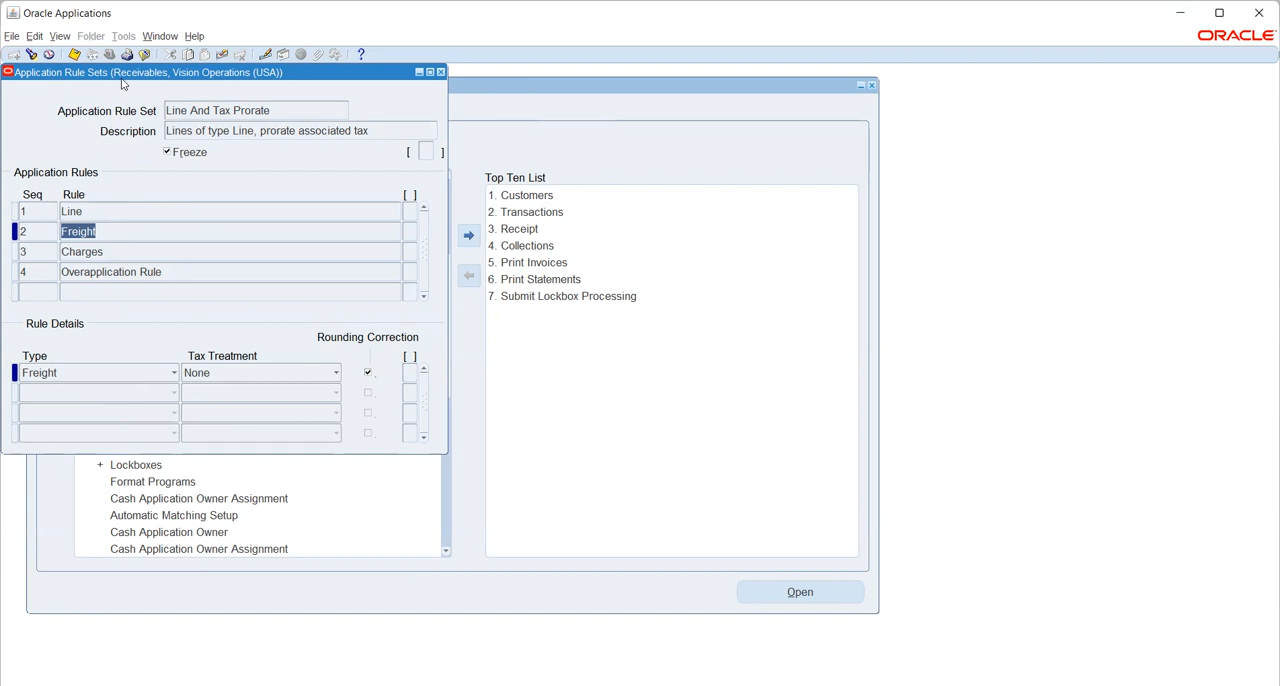 Oracle Applications
File Edit View Folder Tools Window Help
ORACLE
Application Rule Sets (Receivables, Vision Operations (USA))
Application Rule Set Line And Tax Prorate
Description Lines of type Line, prorate associated tax
Freeze [ ]
Application Rules
Seq Rule [ ]
1 Line
2 Freight
3 Charges
4 Overapplication Rule
Rule Details
Rounding Correction
Type Tax Treatment [ ]
Freight None
+ Lockboxes
Format Programs
Cash Application Owner Assignment
Automatic Matching Setup
Cash Application Owner
Cash Application Owner Assignment
Top Ten List
1. Customers
2. Transactions
3. Receipt
4. Collections
5. Print Invoices
6. Print Statements
7. Submit Lockbox Processing
Open